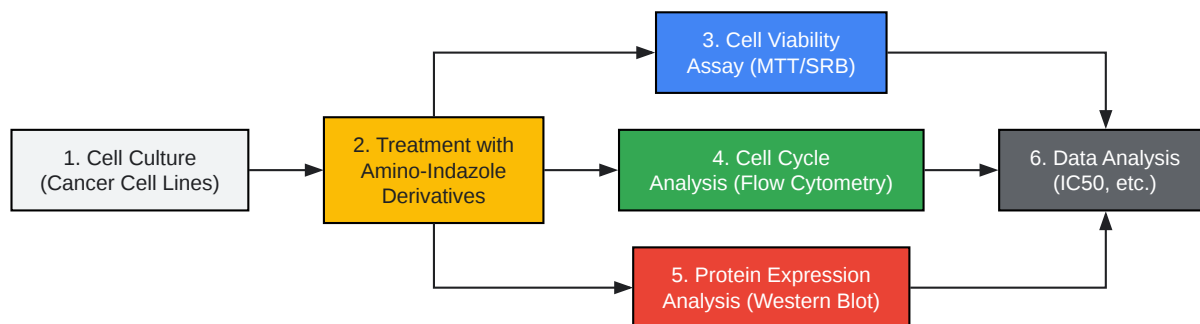 1. Cell Culture
(Cancer Cell Lines)
2. Treatment with
Amino-Indazole
Derivatives
3. Cell Viability
Assay (MTT/SRB)
4. Cell Cycle
Analysis (Flow Cytometry)
5. Protein Expression
Analysis (Western Blot)
6. Data Analysis
(IC50, etc.)